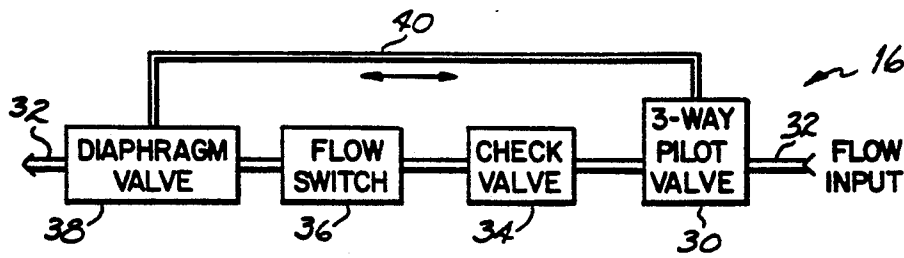 40
16
32
DIAPHRAGM
VALVE
38
FLOW
SWITCH
36
CHECK
VALVE
34
3-WAY
PILOT
VALVE
30
32
FLOW
INPUT